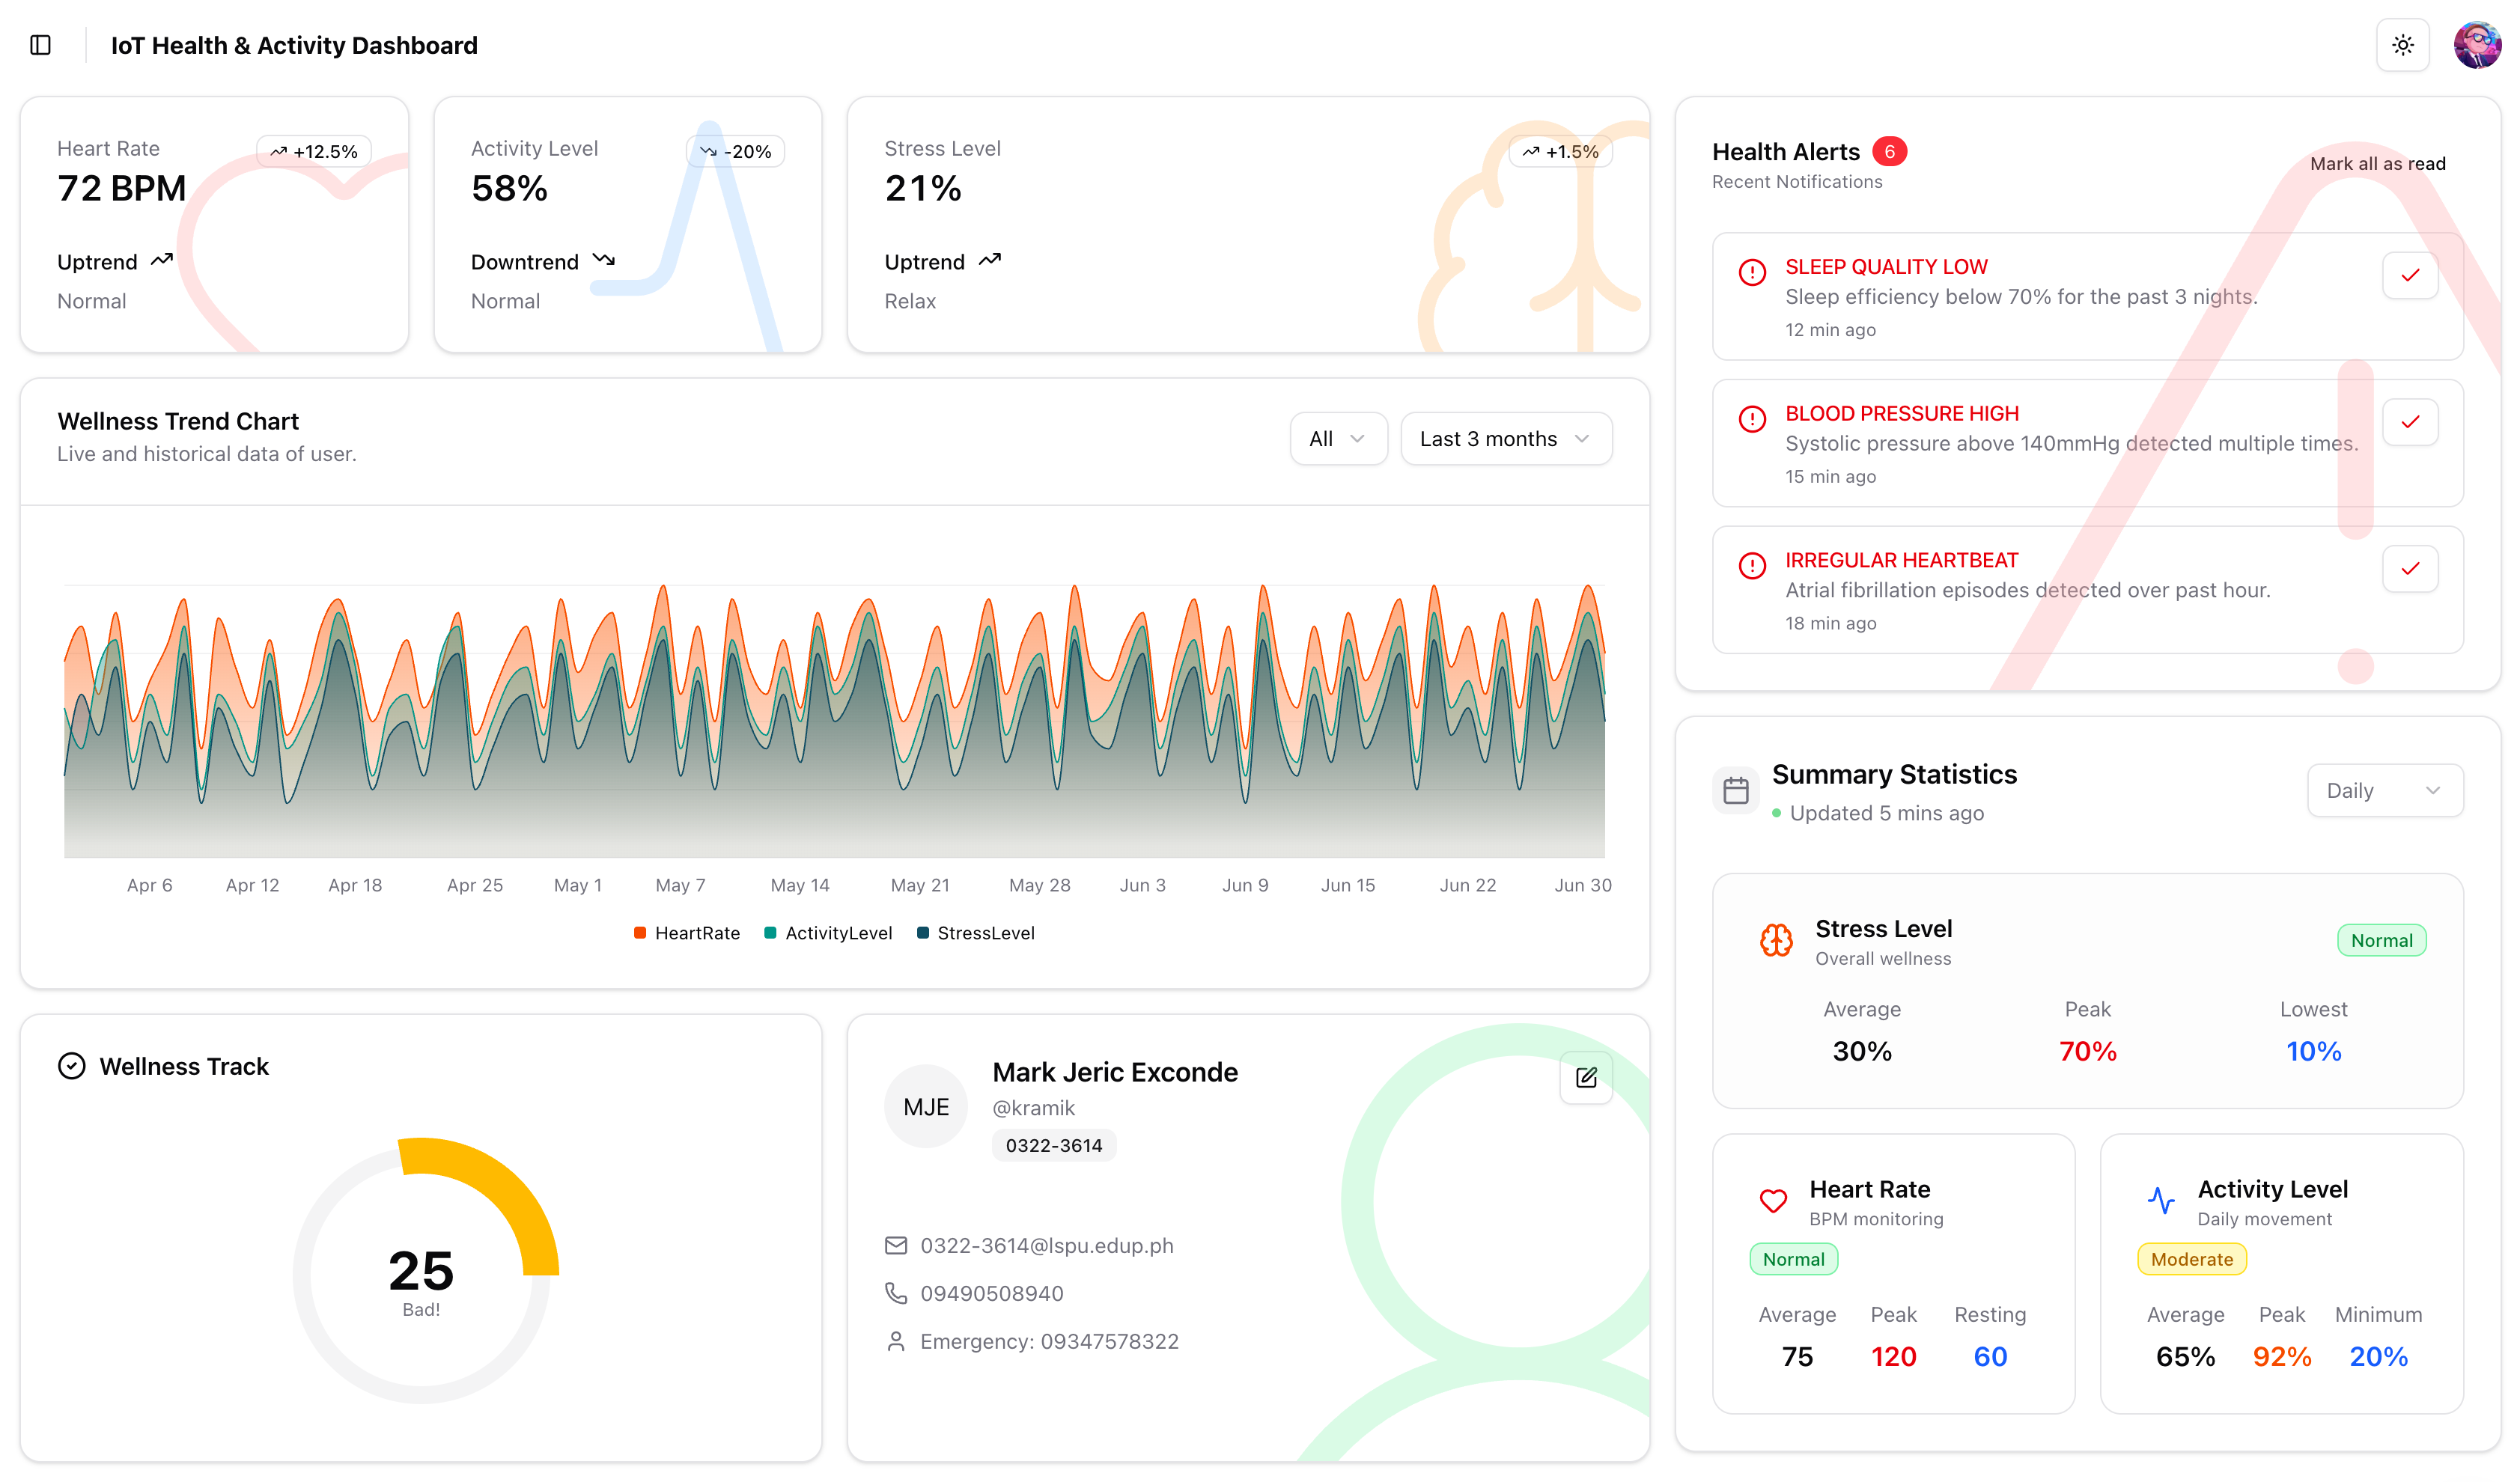 IoT Health & Activity Dashboard
Heart Rate
+12.5%
72 BPM
Uptrend
Normal
Activity Level
-20%
58%
Downtrend
Normal
Stress Level
+1.5%
21%
Uptrend
Relax
Wellness Trend Chart
Live and historical data of user.
All
Last 3 months
Apr 6 Apr 12 Apr 18 Apr 25 May 1 May 7 May 14 May 21 May 28 Jun 3 Jun 9 Jun 15 Jun 22 Jun 30
HeartRate ActivityLevel StressLevel
Wellness Track
25
Bad!
MJE
Mark Jeric Exconde
@kramik
0322-3614
0322-3614@lspu.edup.ph
09490508940
Emergency: 09347578322
Health Alerts 6
Recent Notifications
Mark all as read
SLEEP QUALITY LOW
Sleep efficiency below 70% for the past 3 nights.
12 min ago
BLOOD PRESSURE HIGH
Systolic pressure above 140mmHg detected multiple times.
15 min ago
IRREGULAR HEARTBEAT
Atrial fibrillation episodes detected over past hour.
18 min ago
Summary Statistics
Updated 5 mins ago
Daily
Stress Level
Overall wellness
Normal
Average Peak Lowest
30% 70% 10%
Heart Rate
BPM monitoring
Normal
Average Peak Resting
75 120 60
Activity Level
Daily movement
Moderate
Average Peak Minimum
65% 92% 20%